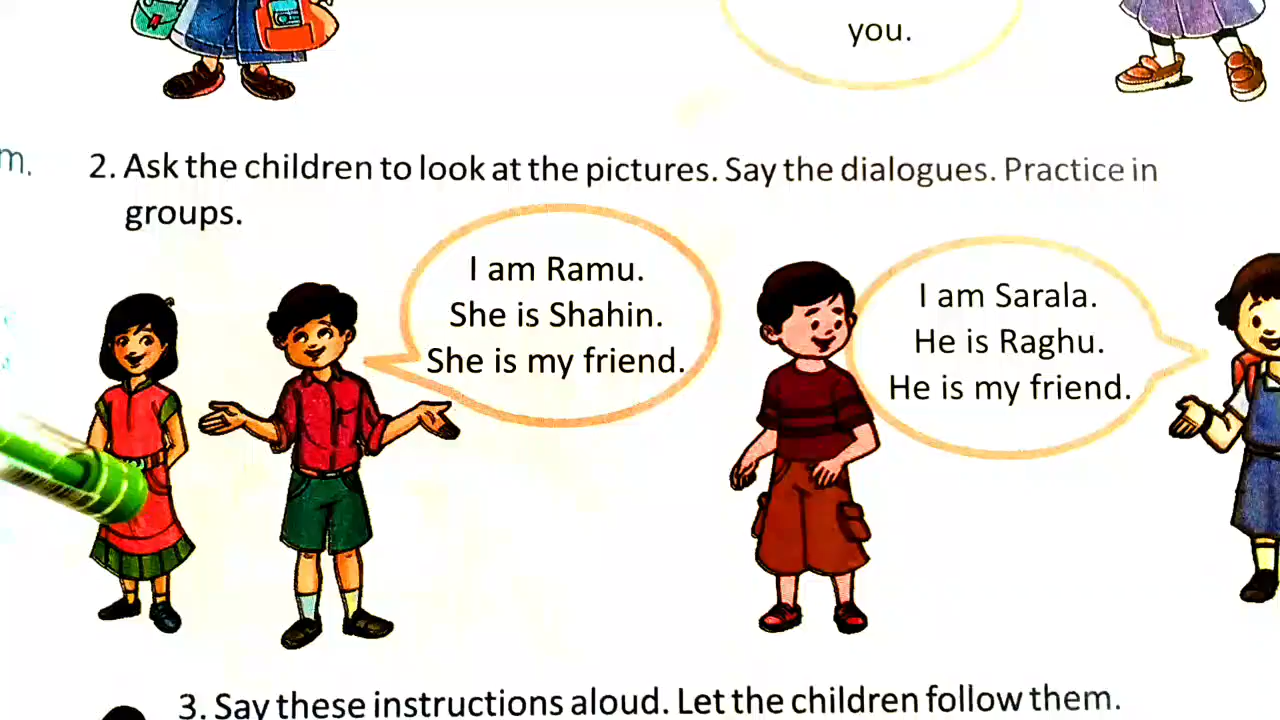 you.
m.
2. Ask the children to look at the pictures. Say the dialogues. Practice in
groups.
I am Ramu.
She is Shahin.
She is my friend.
I am Sarala.
He is Raghu.
He is my friend.
3. Say these instructions aloud. Let the children follow them.